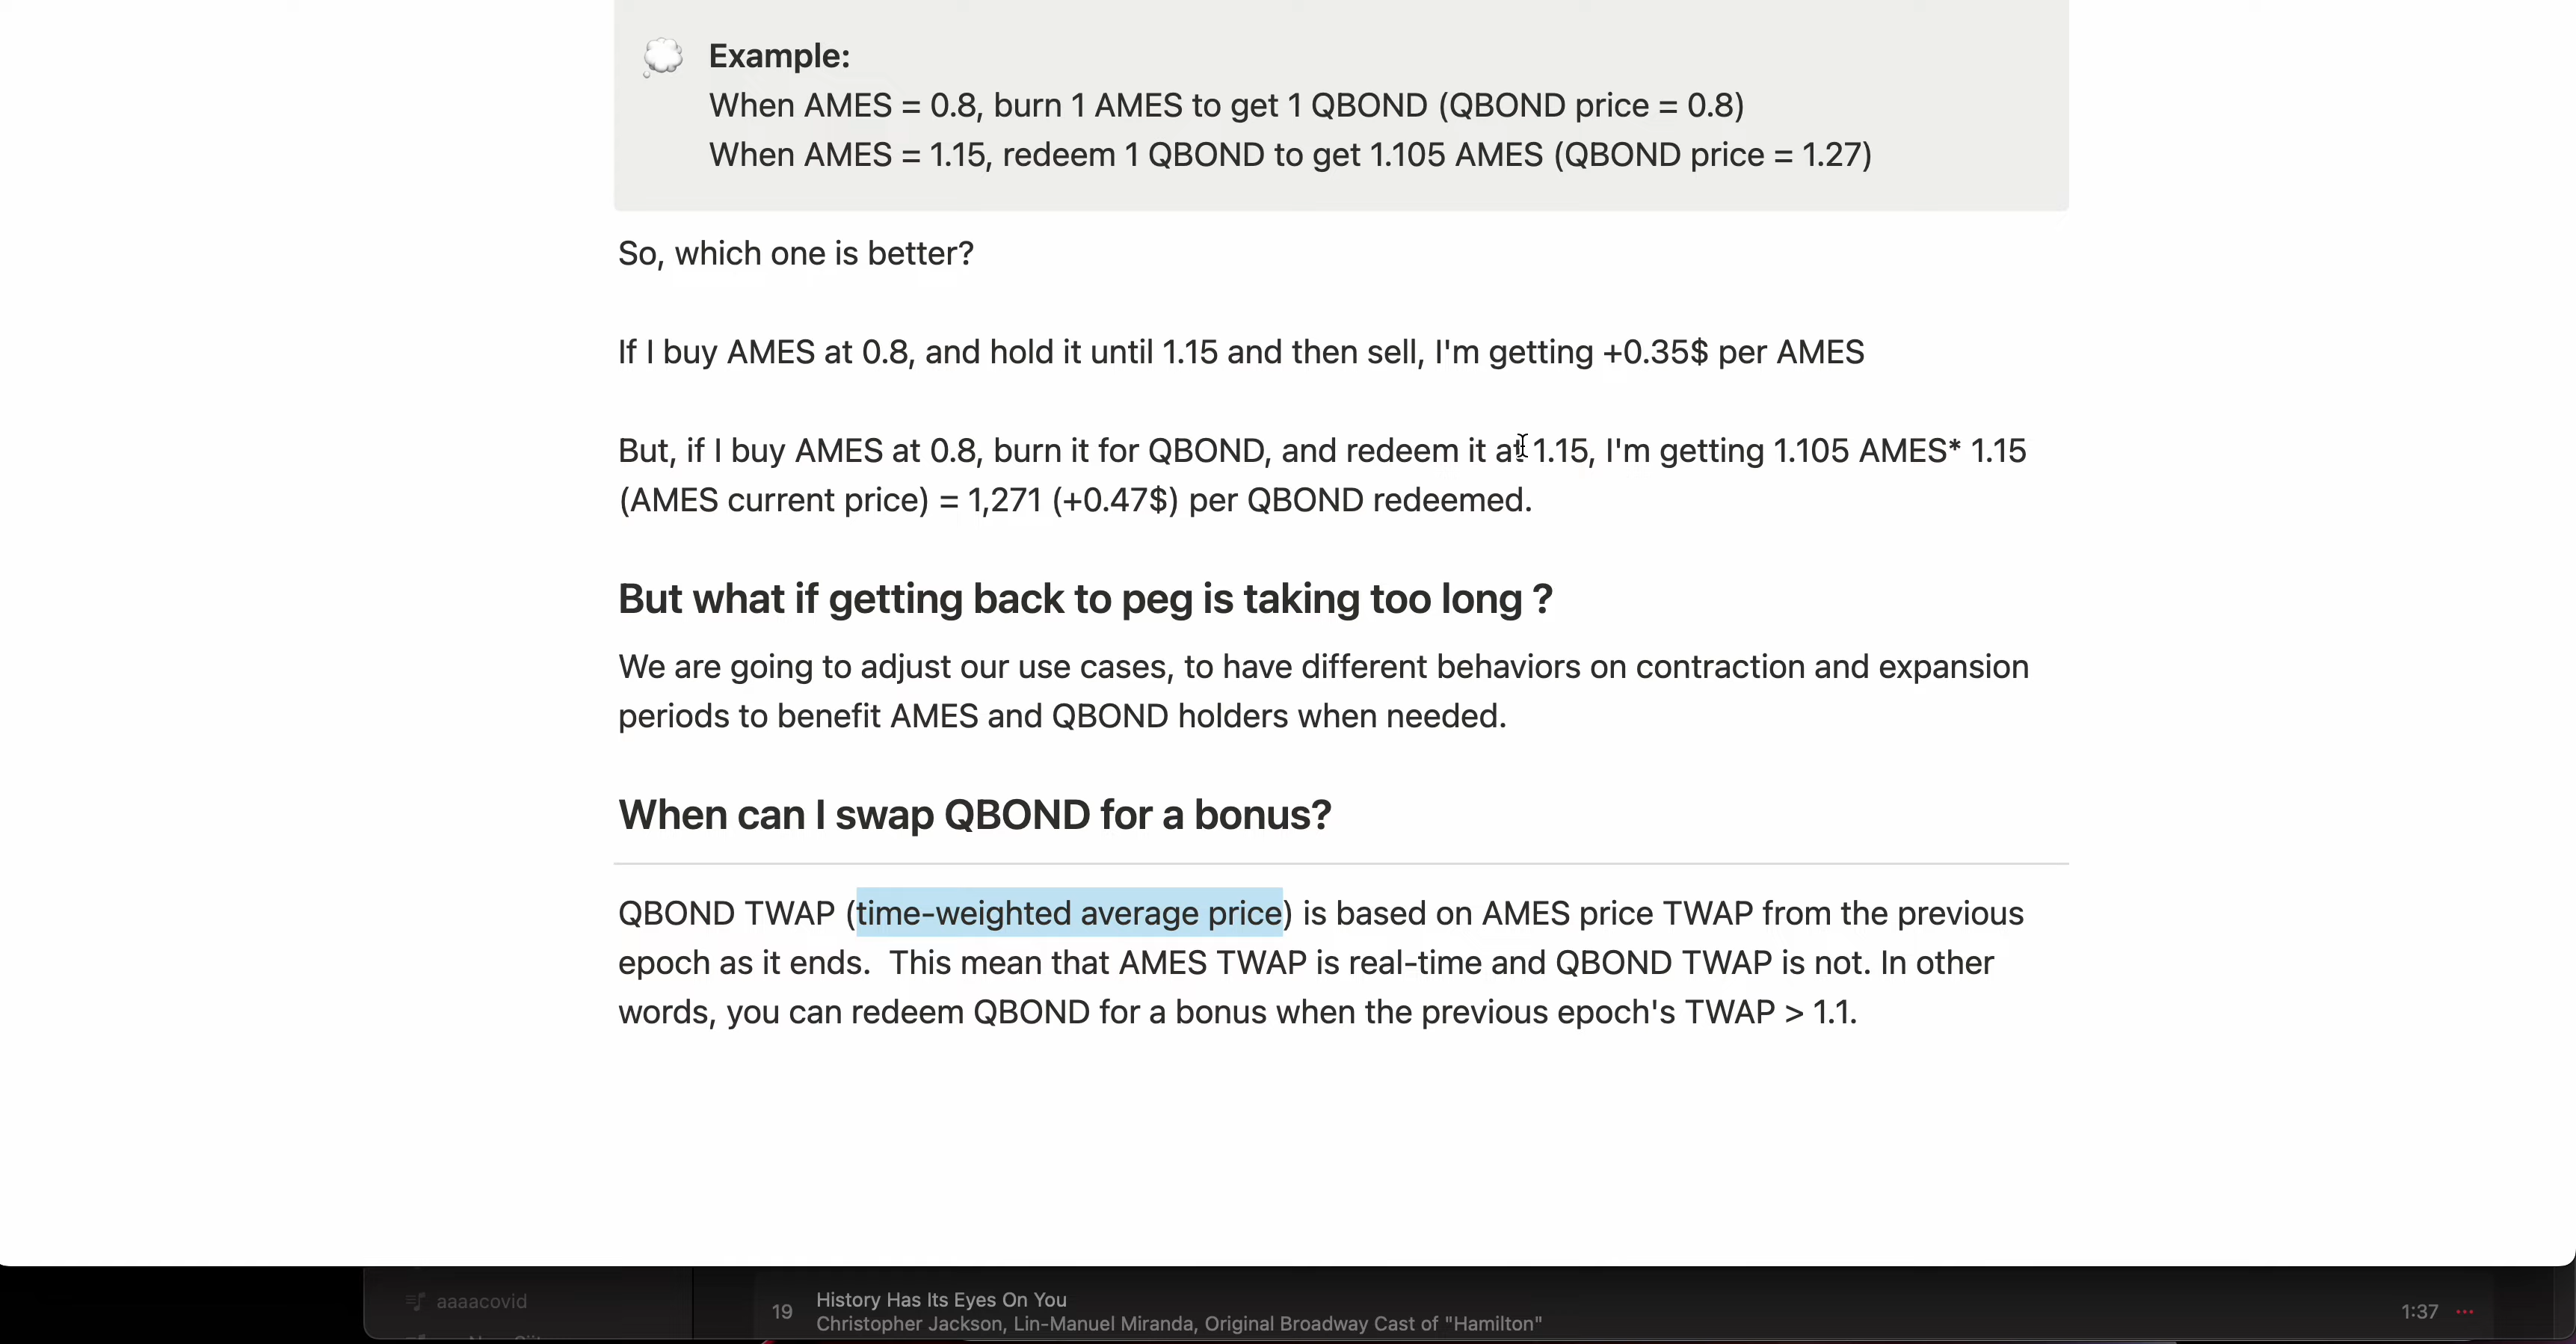 Example:
When AMES = 0.8, burn 1 AMES to get 1 QBOND (QBOND price = 0.8)
When AMES = 1.15, redeem 1 QBOND to get 1.105 AMES (QBOND price = 1.27)
So, which one is better?
If I buy AMES at 0.8, and hold it until 1.15 and then sell, I'm getting +0.35$ per AMES
But, if I buy AMES at 0.8, burn it for QBOND, and redeem it at 1.15, I'm getting 1.105 AMES* 1.15
(AMES current price) = 1,271 (+0.47$) per QBOND redeemed.
But what if getting back to peg is taking too long ?
We are going to adjust our use cases, to have different behaviors on contraction and expansion
periods to benefit AMES and QBOND holders when needed.
When can I swap QBOND for a bonus?
QBOND TWAP (time-weighted average price) is based on AMES price TWAP from the previous
epoch as it ends.  This mean that AMES TWAP is real-time and QBOND TWAP is not. In other
words, you can redeem QBOND for a bonus when the previous epoch's TWAP > 1.1.
aaaacovid
19 History Has Its Eyes On You 1:37
Christopher Jackson, Lin-Manuel Miranda, Original Broadway Cast of "Hamilton"